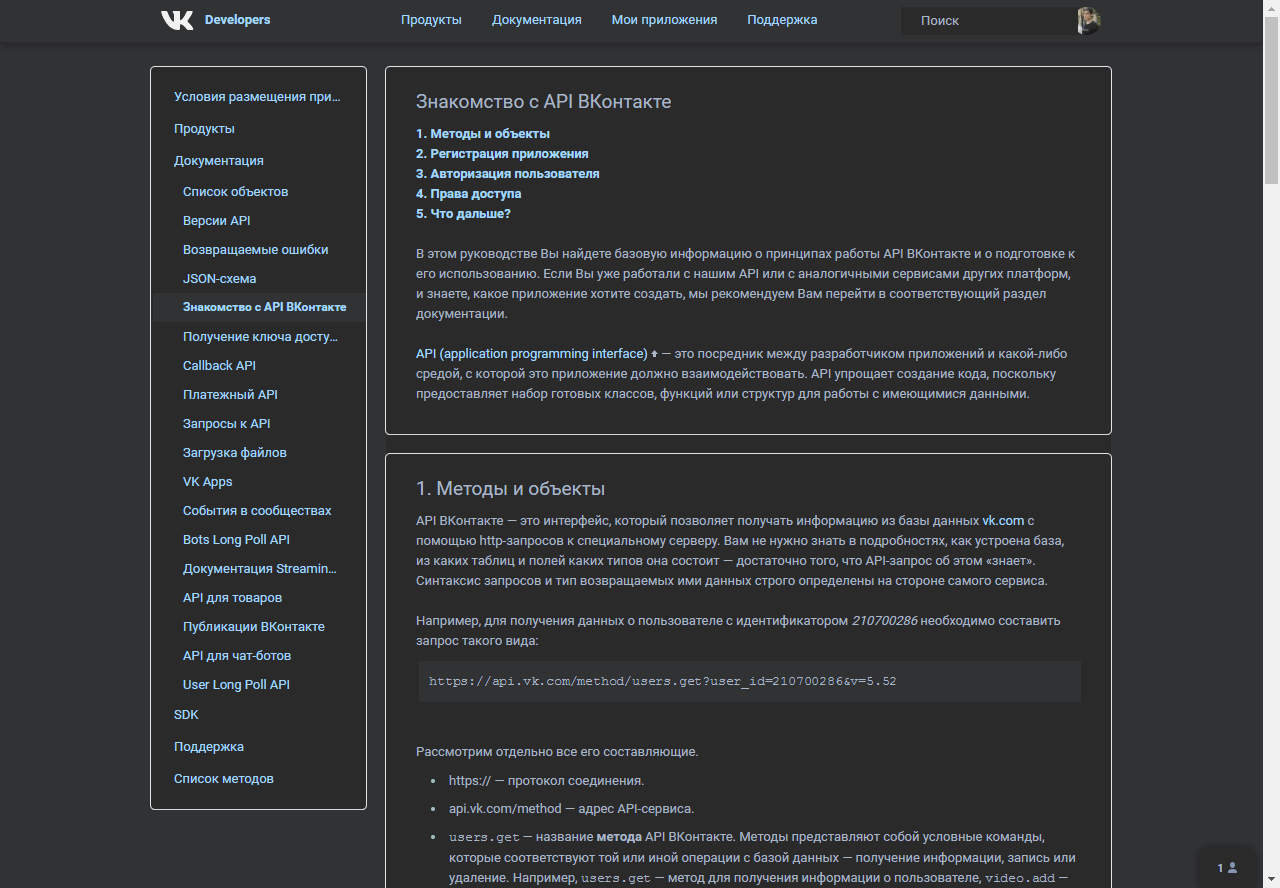 VK Developers
Продукты
Документация
Мои приложения
Поддержка
Поиск
Условия размещения при...
Продукты
Документация
Список объектов
Версии API
Возвращаемые ошибки
JSON-схема
Знакомство с API ВКонтакте
Получение ключа досту...
Callback API
Платежный API
Запросы к API
Загрузка файлов
VK Apps
События в сообществах
Bots Long Poll API
Документация Streamin...
API для товаров
Публикации ВКонтакте
API для чат-ботов
User Long Poll API
SDK
Поддержка
Список методов
Знакомство с API ВКонтакте
1. Методы и объекты
2. Регистрация приложения
3. Авторизация пользователя
4. Права доступа
5. Что дальше?
В этом руководстве Вы найдете базовую информацию о принципах работы API ВКонтакте и о подготовке к
его использованию. Если Вы уже работали с нашим API или с аналогичными сервисами других платформ,
и знаете, какое приложение хотите создать, мы рекомендуем Вам перейти в соответствующий раздел
документации.
API (application programming interface) — это посредник между разработчиком приложений и какой-либо
средой, с которой это приложение должно взаимодействовать. API упрощает создание кода, поскольку
предоставляет набор готовых классов, функций или структур для работы с имеющимися данными.
1. Методы и объекты
API ВКонтакте — это интерфейс, который позволяет получать информацию из базы данных vk.com с
помощью http-запросов к специальному серверу. Вам не нужно знать в подробностях, как устроена база,
из каких таблиц и полей каких типов она состоит — достаточно того, что API-запрос об этом «знает».
Синтаксис запросов и тип возвращаемых ими данных строго определены на стороне самого сервиса.
Например, для получения данных о пользователе с идентификатором 210700286 необходимо составить
запрос такого вида:
https://api.vk.com/method/users.get?user_id=210700286&v=5.52
Рассмотрим отдельно все его составляющие.
• https:// — протокол соединения.
• api.vk.com/method — адрес API-сервиса.
• users.get — название метода API ВКонтакте. Методы представляют собой условные команды,
которые соответствуют той или иной операции с базой данных — получение информации, запись или
удаление. Например, users.get — метод для получения информации о пользователе, video.add —
1